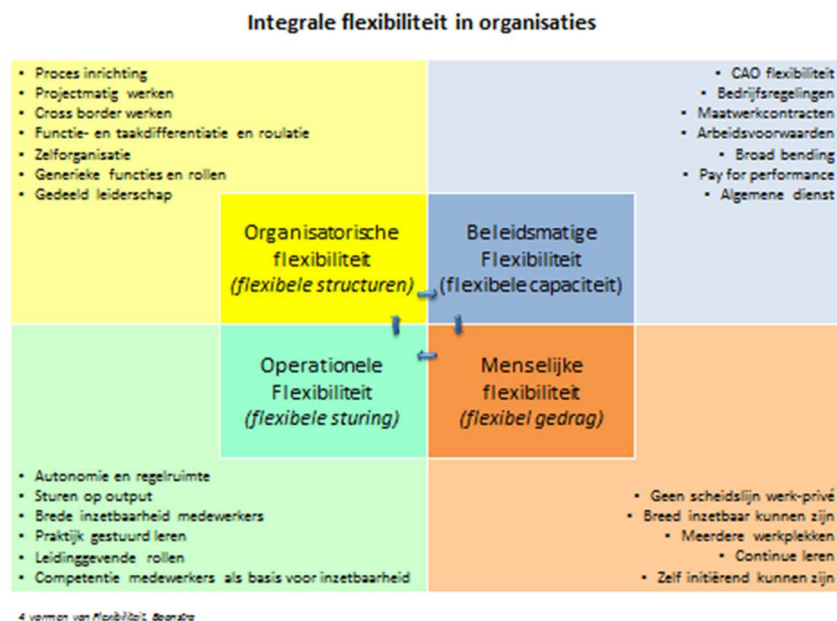 Integrale flexibiliteit in organisaties
• Proces inrichting
• Projectmatig werken
• Cross border werken
• Functie- en taakdifferentiatie en roulatie
• Zelforganisatie
• Generieke functies en rollen
• Gedeeld leiderschap
• CAO flexibiliteit
• Bedrijfsregelingen
• Maatwerkcontracten
• Arbeidsvoorwaarden
• Broad bending
• Pay for performance
• Algemene dienst
Organisatorische
flexibiliteit
(flexibele structuren)
Beleidsmatige
Flexibiliteit
(flexibele capaciteit)
Operationele
Flexibiliteit
(flexibele sturing)
Menselijke
flexibiliteit
(flexibel gedrag)
• Autonomie en regelruimte
• Sturen op output
• Brede inzetbaarheid medewerkers
• Praktijk gestuurd leren
• Leidinggevende rollen
• Competentie medewerkers als basis voor inzetbaarheid
• Geen scheidslijn werk-privé
• Breed inzetbaar kunnen zijn
• Meerdere werkplekken
• Continue leren
• Zelf initiërend kunnen zijn
4 vormen van Flexibiliteit,